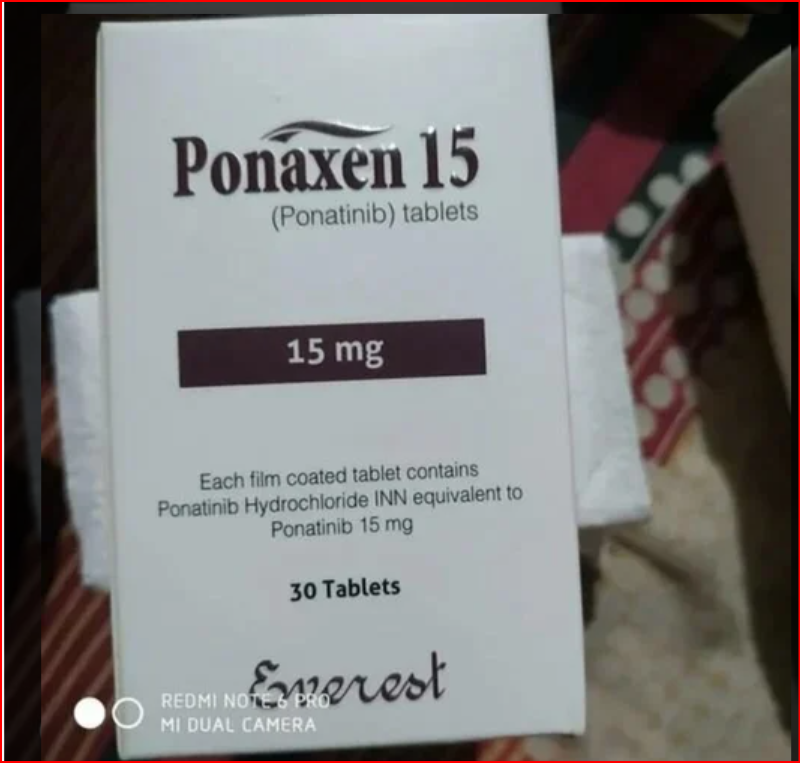 Ponaxen 15
(Ponatinib) tablets
15 mg
Each film coated tablet contains
Ponatinib Hydrochloride INN equivalent to
Ponatinib 15 mg
30 Tablets
Everest
REDMI NOTE 6 PRO
MI DUAL CAMERA